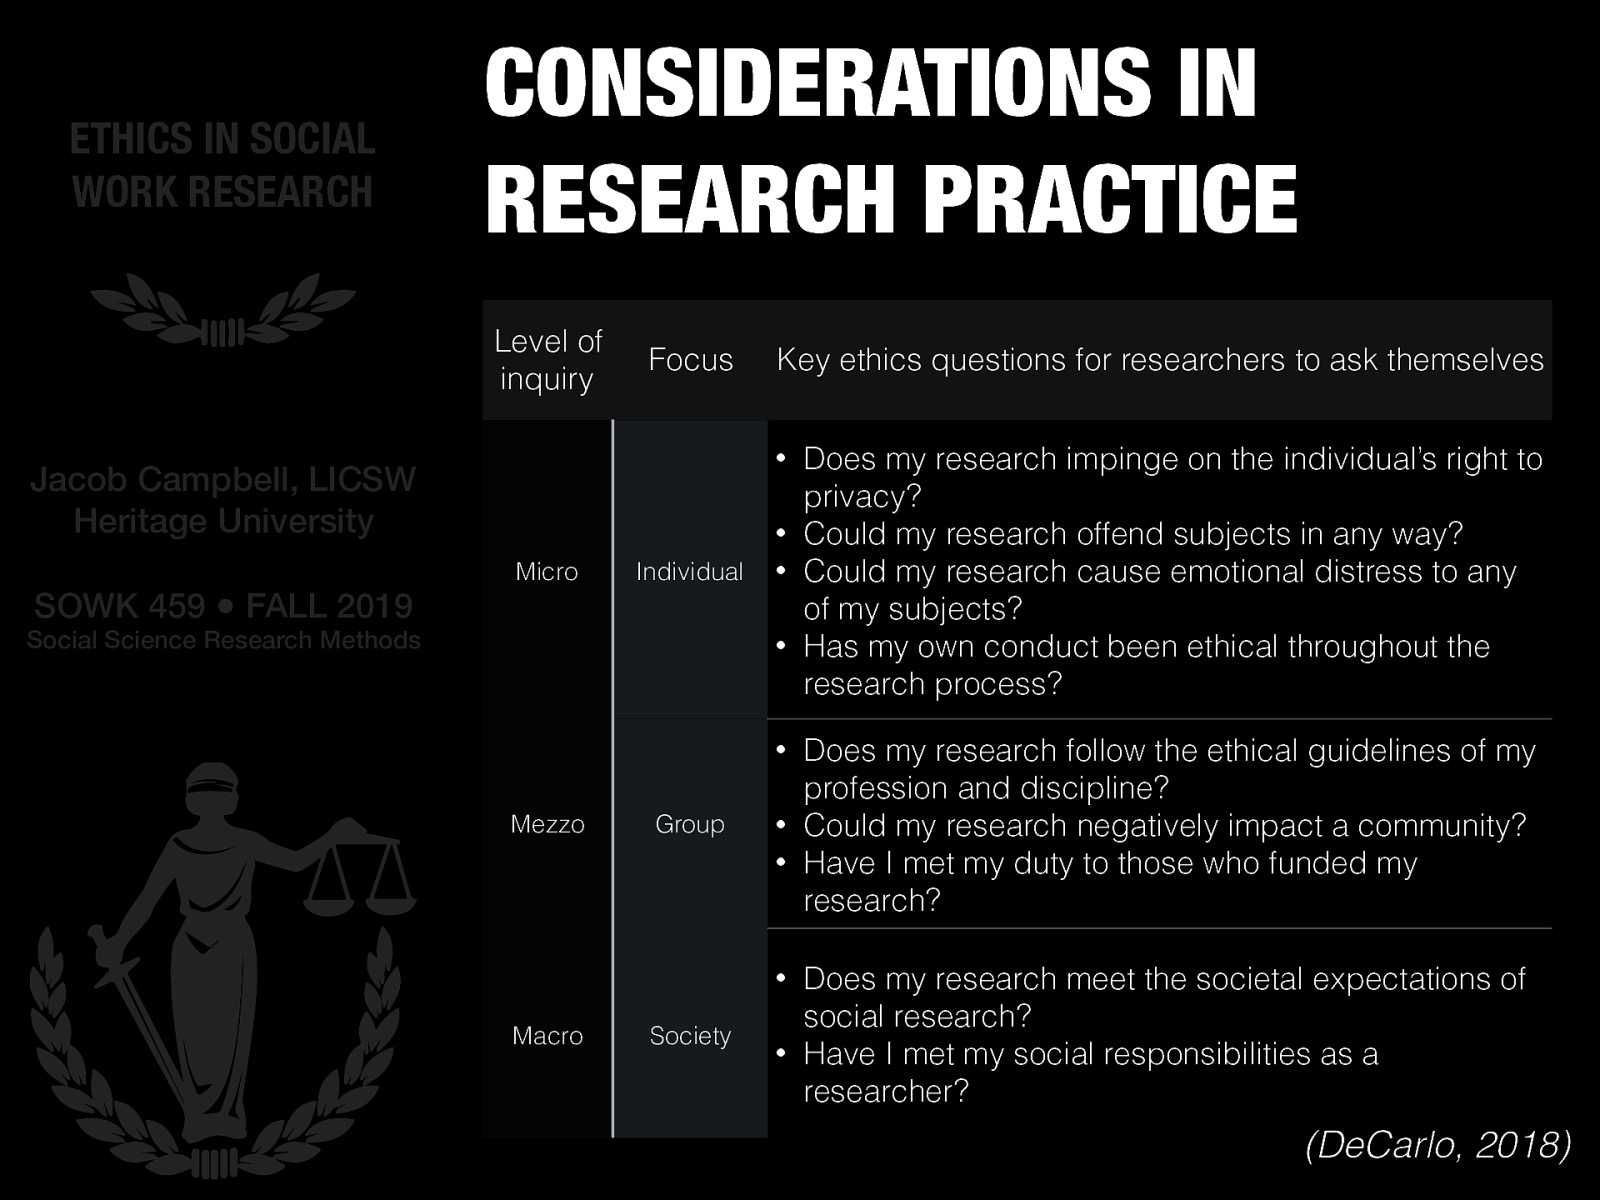 ETHICS IN SOCIAL
WORK RESEARCH
Jacob Campbell, LICSW
Heritage University
SOWK 459 • FALL 2019
Social Science Research Methods
CONSIDERATIONS IN
RESEARCH PRACTICE
Level of
inquiry
Focus
Key ethics questions for researchers to ask themselves
Micro
Individual
• Does my research impinge on the individual’s right to
privacy?
• Could my research offend subjects in any way?
• Could my research cause emotional distress to any
of my subjects?
• Has my own conduct been ethical throughout the
research process?
Mezzo
Group
• Does my research follow the ethical guidelines of my
profession and discipline?
• Could my research negatively impact a community?
• Have I met my duty to those who funded my
research?
Macro
Society
• Does my research meet the societal expectations of
social research?
• Have I met my social responsibilities as a
researcher?
(DeCarlo, 2018)